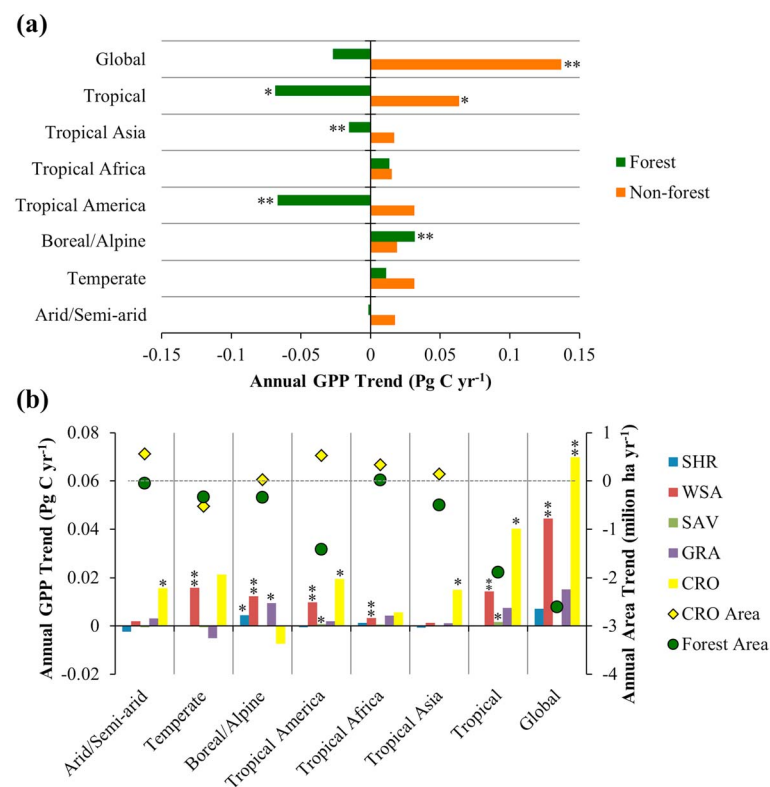 (a)
Global
**
Tropical
*
*
Tropical Asia
**
Tropical Africa
Tropical America
**
Boreal/Alpine
**
Temperate
Arid/Semi-arid
Forest
Non-forest
-0.15 -0.1 -0.05 0 0.05 0.1 0.15
Annual GPP Trend (Pg C yr⁻¹)
(b)
Annual GPP Trend (Pg C yr⁻¹)
0.08
0.06
0.04
0.02
0
-0.02
*
**
*
**
*
**
*
*
**
*
**
*
*
**
**
1
0
-1
-2
-3
-4
Annual Area Trend (milion ha yr⁻¹)
SHR
WSA
SAV
GRA
CRO
CRO Area
Forest Area
Arid/Semi-arid
Temperate
Boreal/Alpine
Tropical America
Tropical Africa
Tropical Asia
Tropical
Global